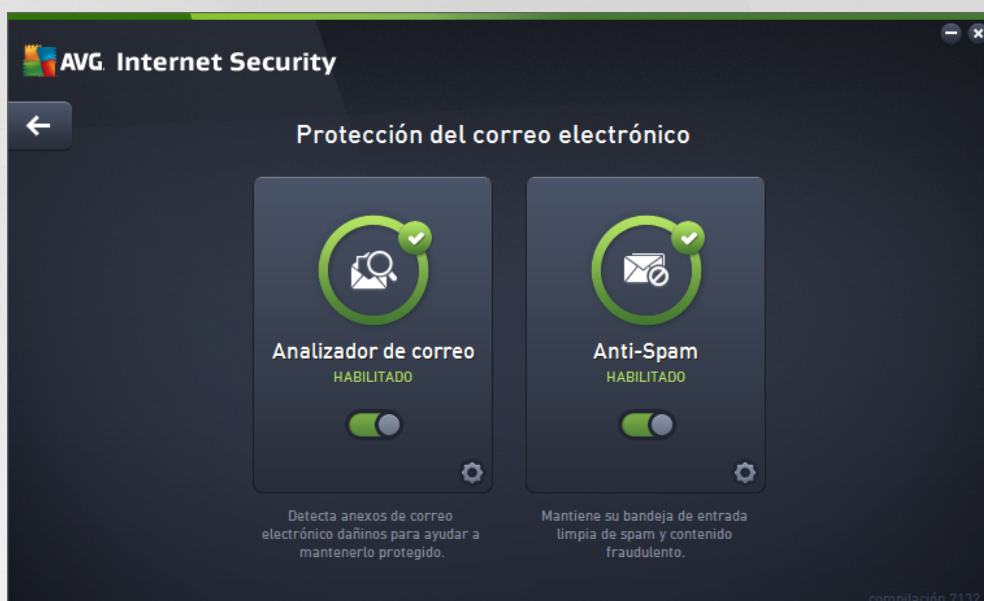 AVG. Internet Security
Protección del correo electrónico
Analizador de correo
HABILITADO
Detecta anexos de correo
electrónico dañinos para ayudar a
mantenerlo protegido.
Anti-Spam
HABILITADO
Mantiene su bandeja de entrada
limpia de spam y contenido
fraudulento.
compilación 7132